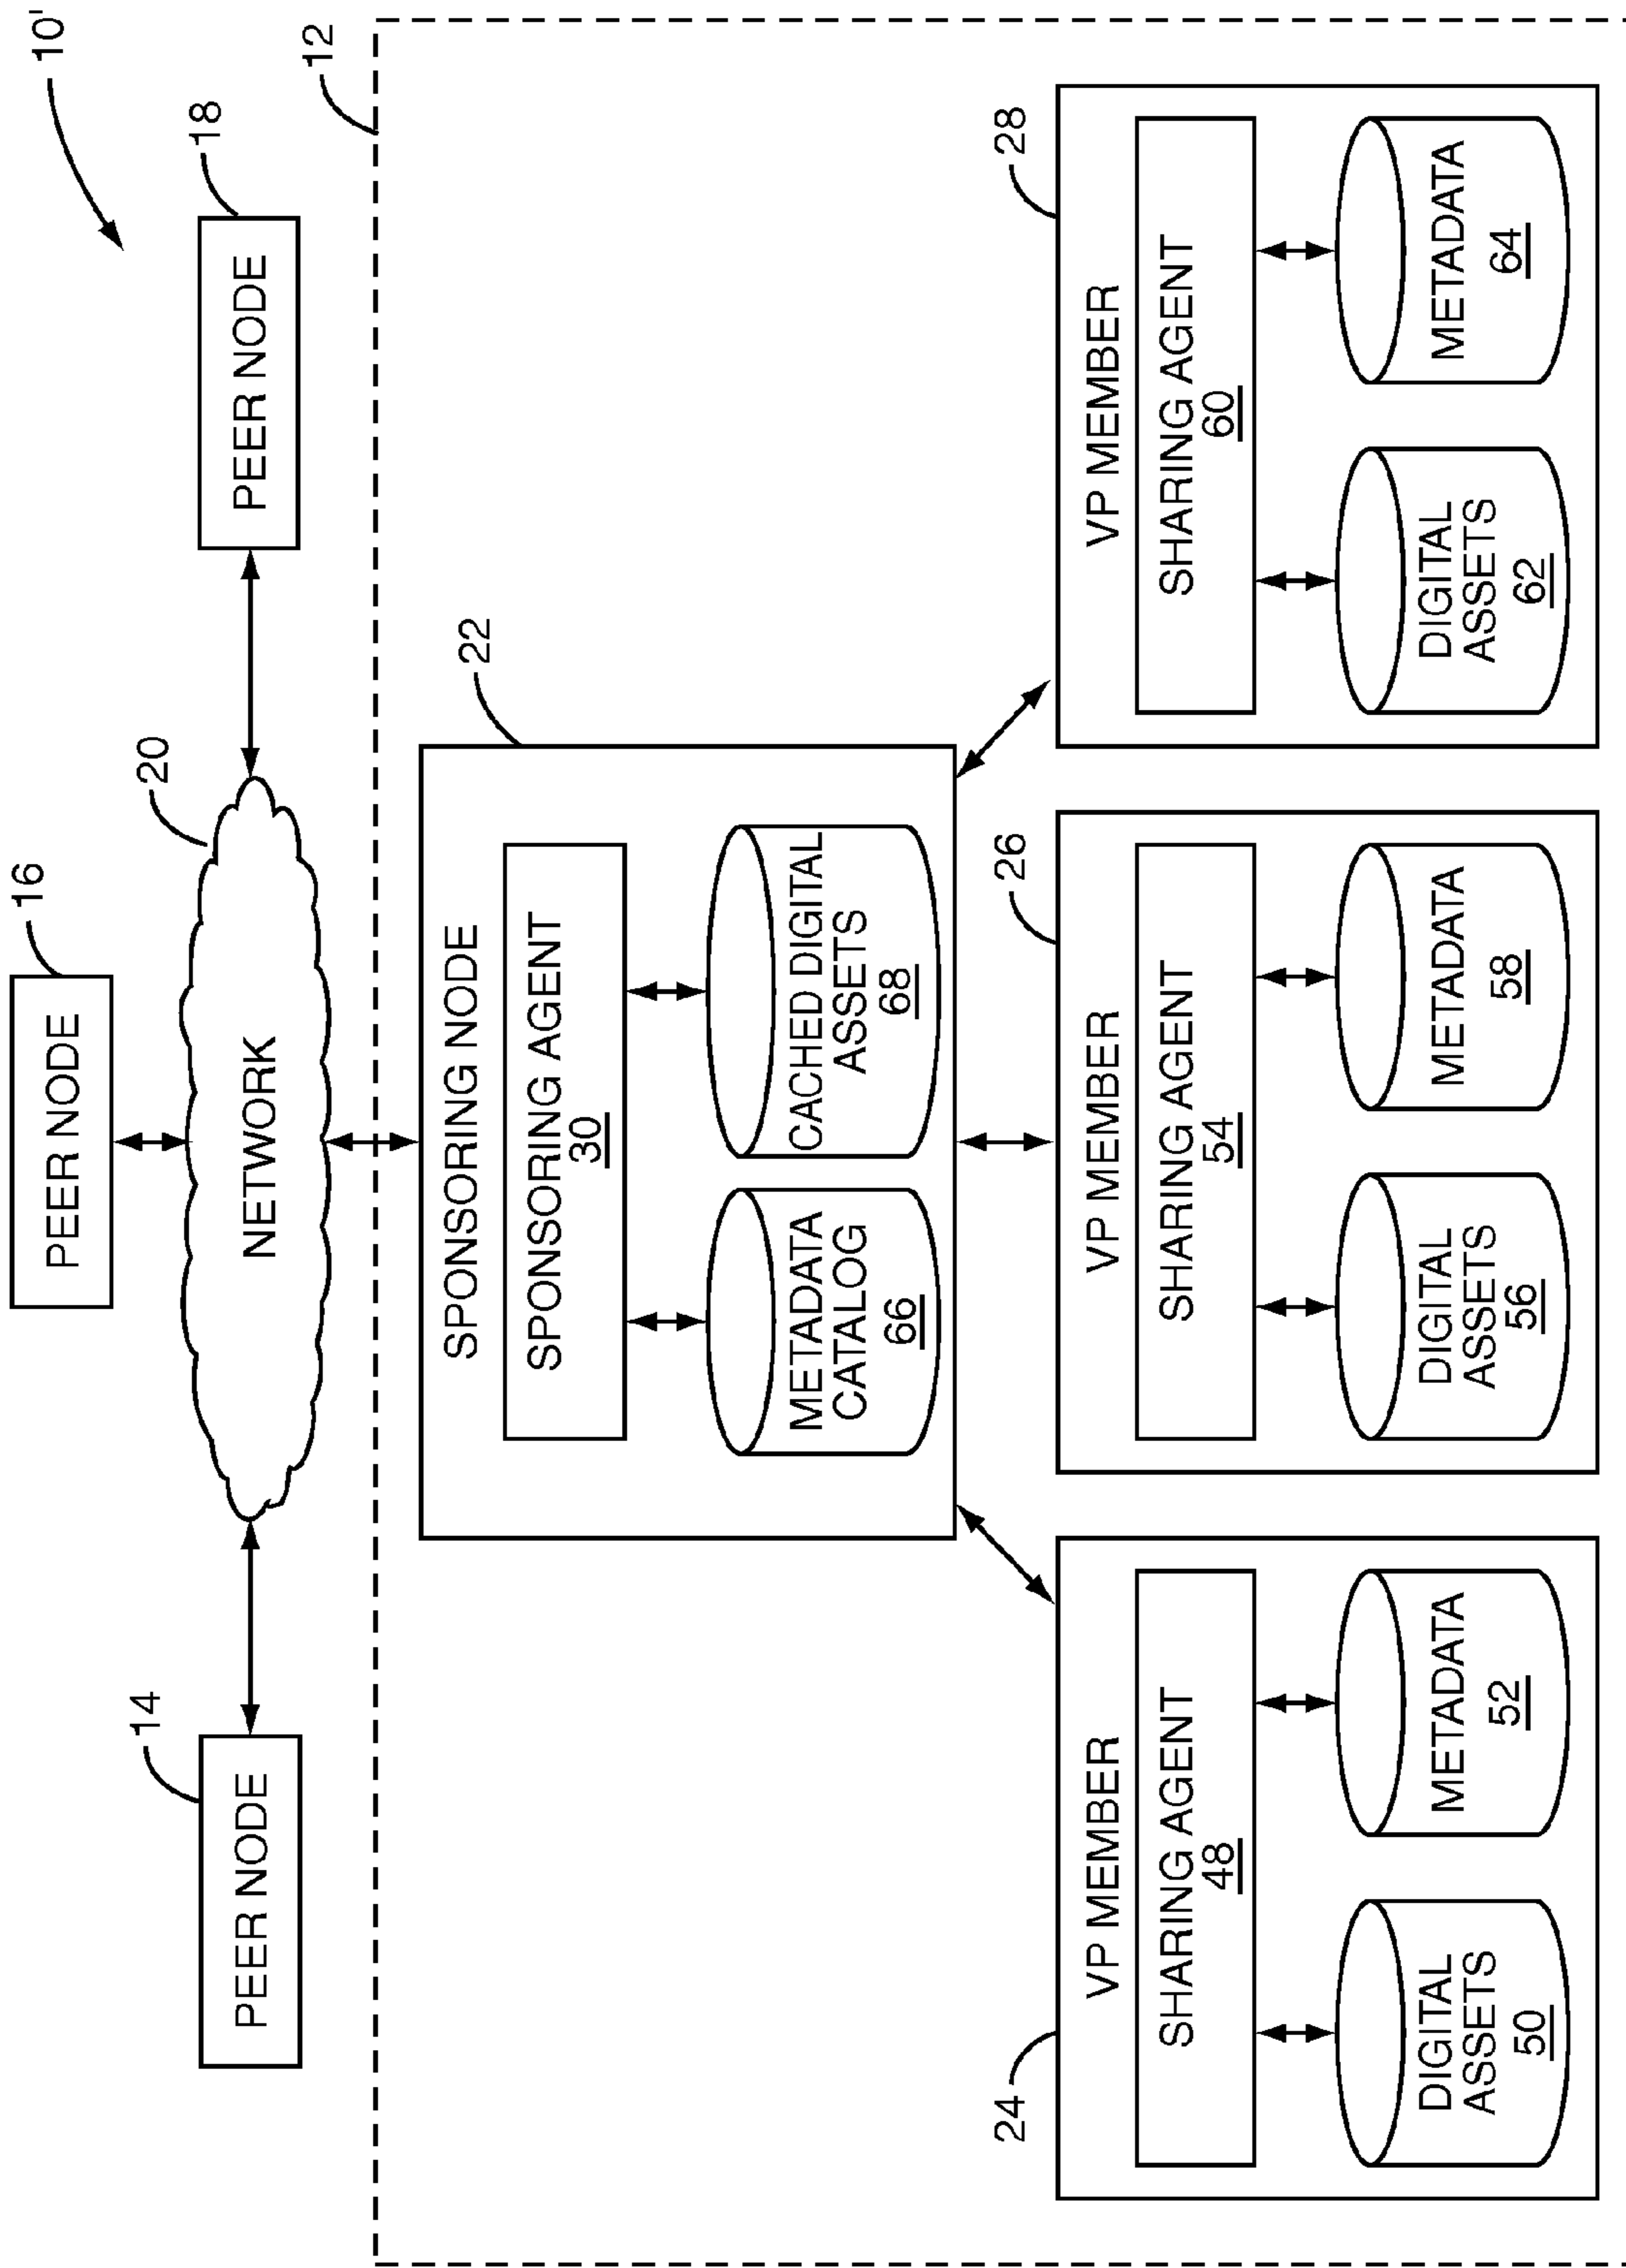 10'
16
PEER NODE
14
PEER NODE
20
NETWORK
18
PEER NODE
12
22
SPONSORING NODE
SPONSORING AGENT
30
METADATA
CATALOG
66
CACHED DIGITAL
ASSETS
68
24
VP MEMBER
SHARING AGENT
48
DIGITAL
ASSETS
50
METADATA
52
26
VP MEMBER
SHARING AGENT
54
DIGITAL
ASSETS
56
METADATA
58
28
VP MEMBER
SHARING AGENT
60
DIGITAL
ASSETS
62
METADATA
64